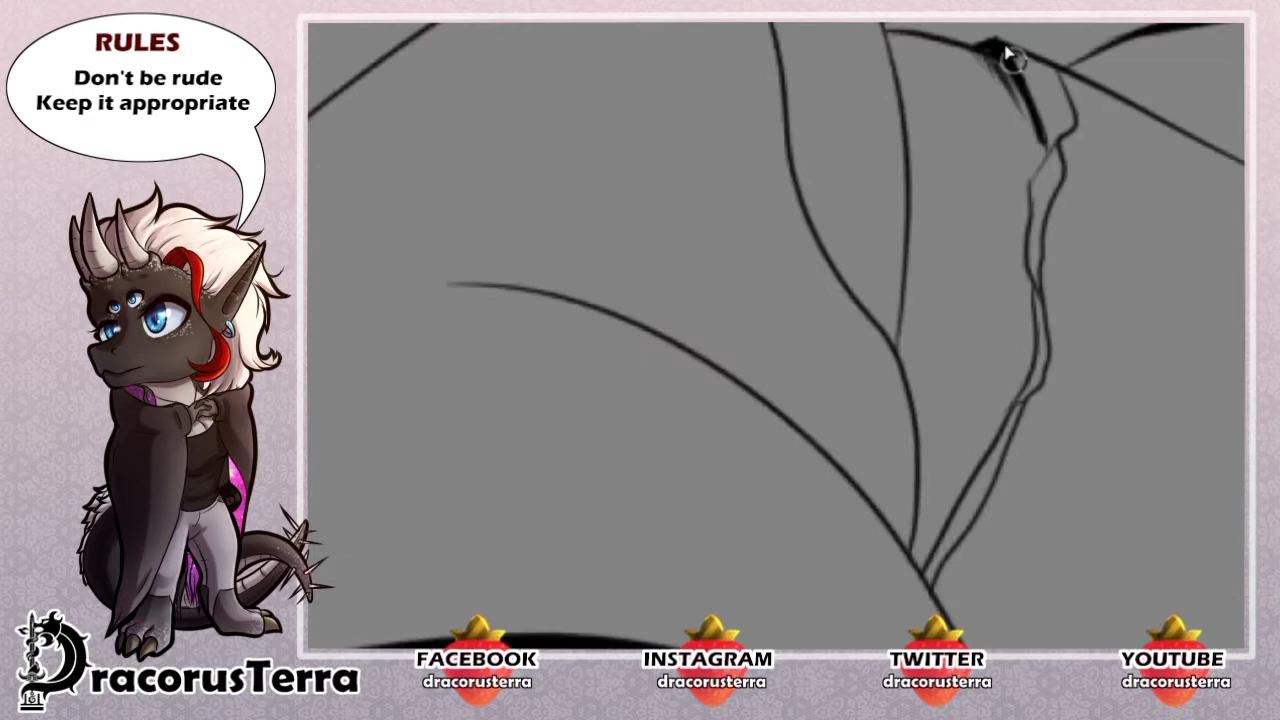 RULES
Don't be rude
Keep it appropriate
DracorusTerra
FACEBOOK
dracorusterra
INSTAGRAM
dracorusterra
TWITTER
dracorusterra
YOUTUBE
dracorusterra